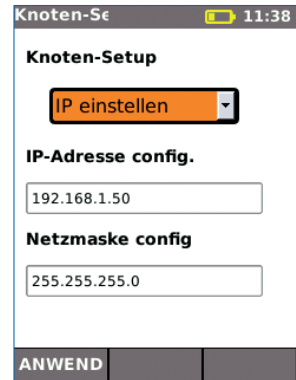 Knoten-Se 11:38
Knoten-Setup
IP einstellen
IP-Adresse config.
192.168.1.50
Netzmaske config
255.255.255.0
ANWEND